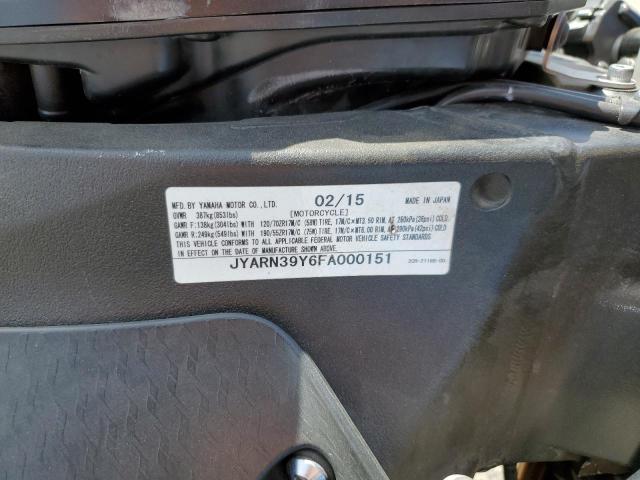 MFD. BY YAMAHA MOTOR CO., LTD. 02/15 MADE IN JAPAN
GVWR 387kg(853lbs) [MOTORCYCLE]
GAWR F:138kg(304lbs) WITH 120/70ZR17M/C (58W) TIRE, 17M/C×MT3.50 RIM, AT 250kPa(36psi) COLD
GAWR R:249kg(549lbs) WITH 190/55ZR17M/C (75W) TIRE, 17M/C×MT6.00 RIM, AT 290kPa(42psi) COLD
THIS VEHICLE CONFORMS TO ALL APPLICABLE FEDERAL MOTOR VEHICLE SAFETY STANDARDS
IN EFFECT ON THE DATE OF MANUFACTURE SHOWN ABOVE.
JYARN39Y6FA000151